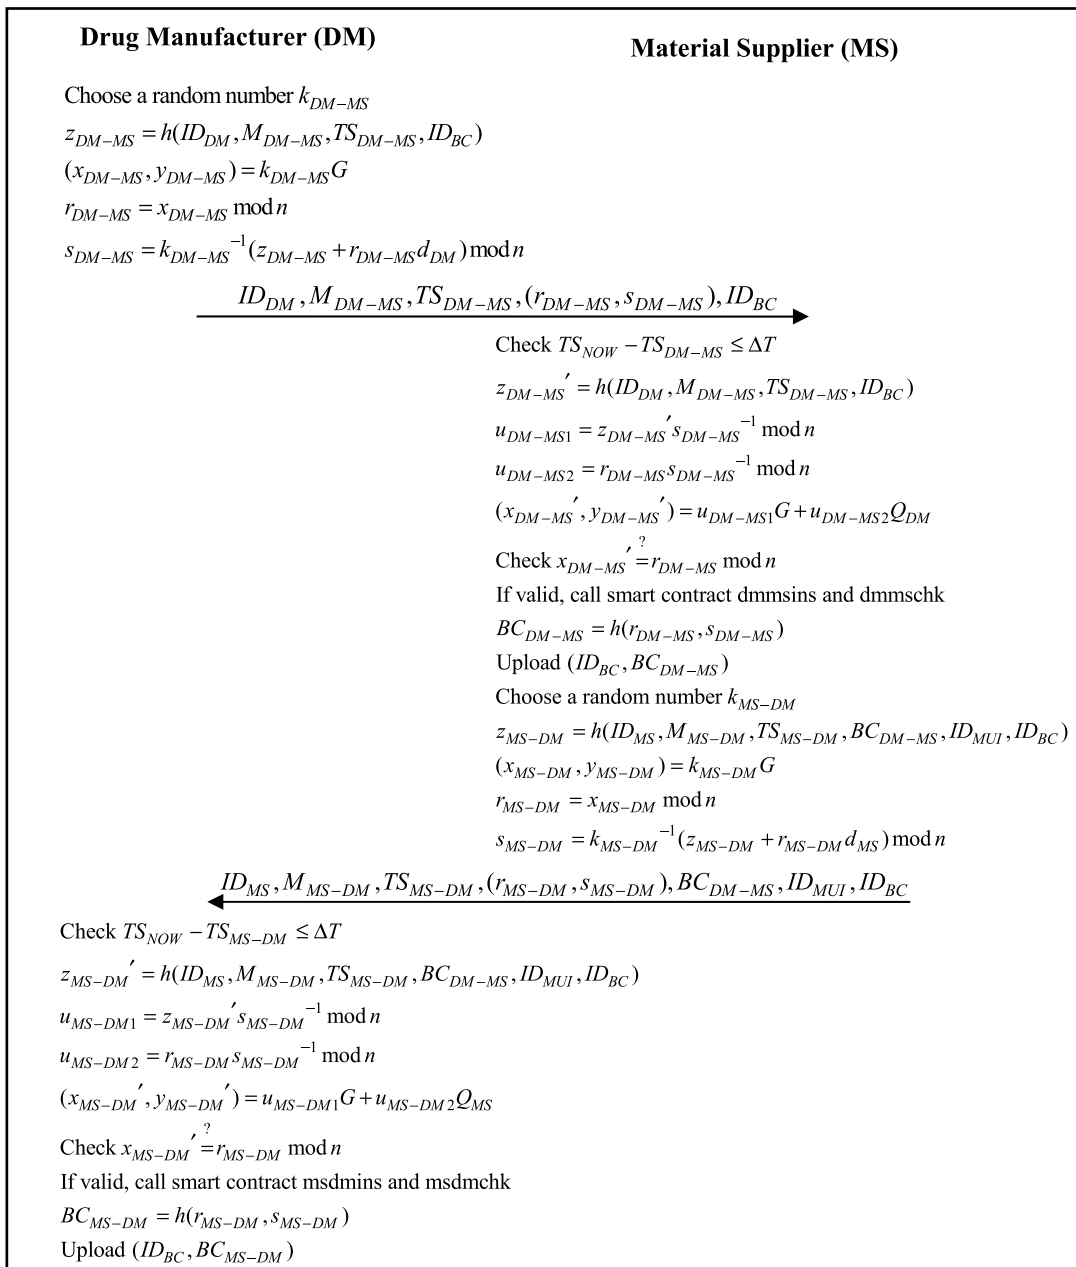 Drug Manufacturer (DM)
Material Supplier (MS)
Choose a random number k_{DM-MS}
z_{DM-MS} = h(ID_{DM}, M_{DM-MS}, TS_{DM-MS}, ID_{BC})
(x_{DM-MS}, y_{DM-MS}) = k_{DM-MS}G
r_{DM-MS} = x_{DM-MS} mod n
s_{DM-MS} = k_{DM-MS}^{-1}(z_{DM-MS} + r_{DM-MS}d_{DM}) mod n
ID_{DM}, M_{DM-MS}, TS_{DM-MS}, (r_{DM-MS}, s_{DM-MS}), ID_{BC}
Check TS_{NOW} − TS_{DM-MS} ≤ ΔT
z_{DM-MS}' = h(ID_{DM}, M_{DM-MS}, TS_{DM-MS}, ID_{BC})
u_{DM-MS1} = z_{DM-MS}'s_{DM-MS}^{-1} mod n
u_{DM-MS2} = r_{DM-MS}s_{DM-MS}^{-1} mod n
(x_{DM-MS}', y_{DM-MS}') = u_{DM-MS1}G + u_{DM-MS2}Q_{DM}
Check x_{DM-MS}' =^{?} r_{DM-MS} mod n
If valid, call smart contract dmmsins and dmmschk
BC_{DM-MS} = h(r_{DM-MS}, s_{DM-MS})
Upload (ID_{BC}, BC_{DM-MS})
Choose a random number k_{MS-DM}
z_{MS-DM} = h(ID_{MS}, M_{MS-DM}, TS_{MS-DM}, BC_{DM-MS}, ID_{MUI}, ID_{BC})
(x_{MS-DM}, y_{MS-DM}) = k_{MS-DM}G
r_{MS-DM} = x_{MS-DM} mod n
s_{MS-DM} = k_{MS-DM}^{-1}(z_{MS-DM} + r_{MS-DM}d_{MS}) mod n
ID_{MS}, M_{MS-DM}, TS_{MS-DM}, (r_{MS-DM}, s_{MS-DM}), BC_{DM-MS}, ID_{MUI}, ID_{BC}
Check TS_{NOW} − TS_{MS-DM} ≤ ΔT
z_{MS-DM}' = h(ID_{MS}, M_{MS-DM}, TS_{MS-DM}, BC_{DM-MS}, ID_{MUI}, ID_{BC})
u_{MS-DM1} = z_{MS-DM}'s_{MS-DM}^{-1} mod n
u_{MS-DM2} = r_{MS-DM}s_{MS-DM}^{-1} mod n
(x_{MS-DM}', y_{MS-DM}') = u_{MS-DM1}G + u_{MS-DM2}Q_{MS}
Check x_{MS-DM}' =^{?} r_{MS-DM} mod n
If valid, call smart contract msdmins and msdmchk
BC_{MS-DM} = h(r_{MS-DM}, s_{MS-DM})
Upload (ID_{BC}, BC_{MS-DM})